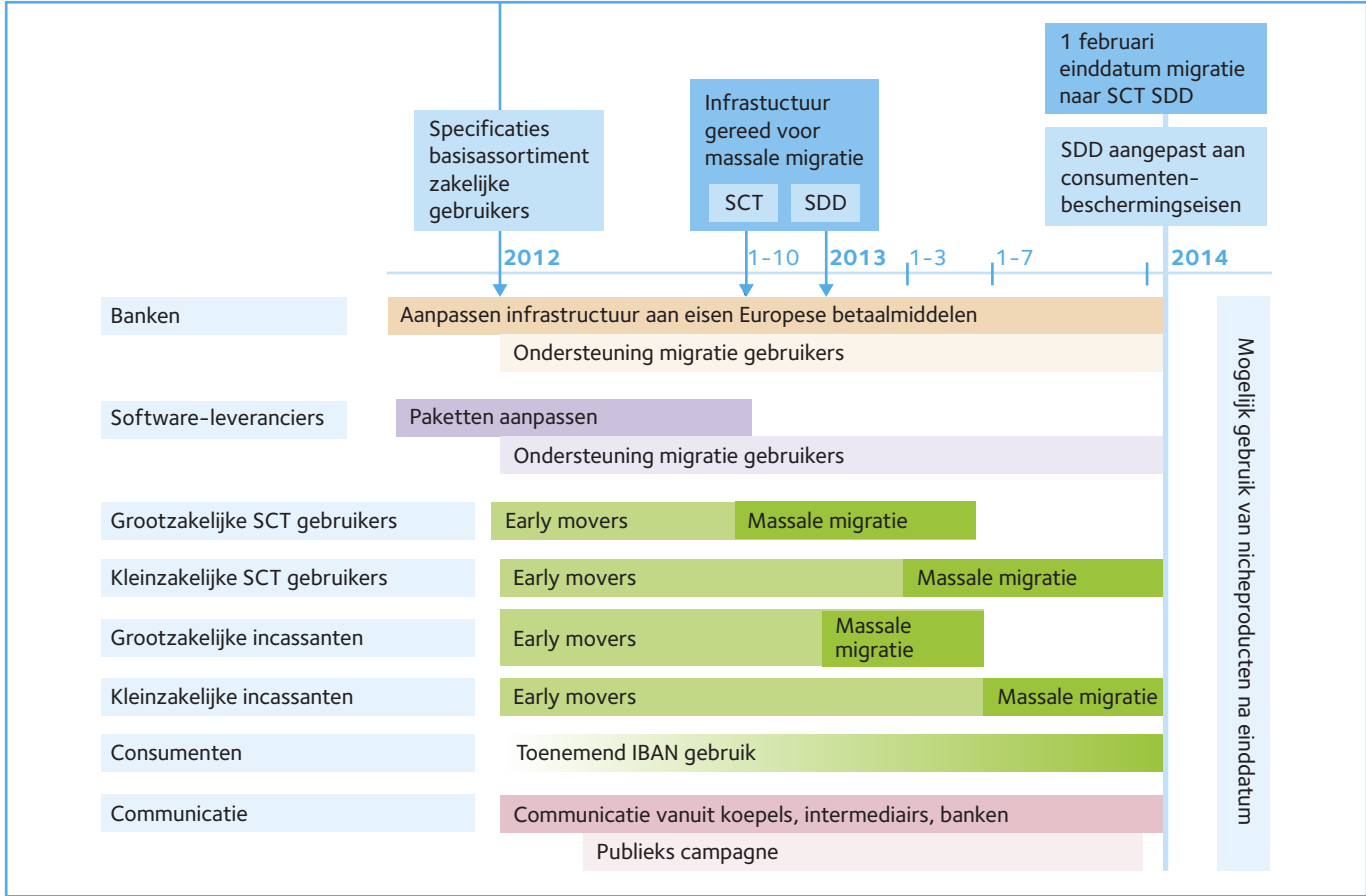 1 februari
einddatum migratie
naar SCT SDD
Infrastuctuur
gereed voor
massale migratie
SCT SDD
Specificaties
basisassortiment
zakelijke
gebruikers
SDD aangepast aan
consumenten-
beschermingseisen
2012 1-10 2013 1-3 1-7 2014
Banken
Aanpassen infrastructuur aan eisen Europese betaalmiddelen
Ondersteuning migratie gebruikers
Software-leveranciers
Paketten aanpassen
Ondersteuning migratie gebruikers
Grootzakelijke SCT gebruikers
Early movers
Massale migratie
Kleinzakelijke SCT gebruikers
Early movers
Massale migratie
Grootzakelijke incassanten
Early movers
Massale
migratie
Kleinzakelijke incassanten
Early movers
Massale migratie
Consumenten
Toenemend IBAN gebruik
Communicatie
Communicatie vanuit koepels, intermediairs, banken
Publieks campagne
Mogelijk gebruik van nicheproducten na einddatum